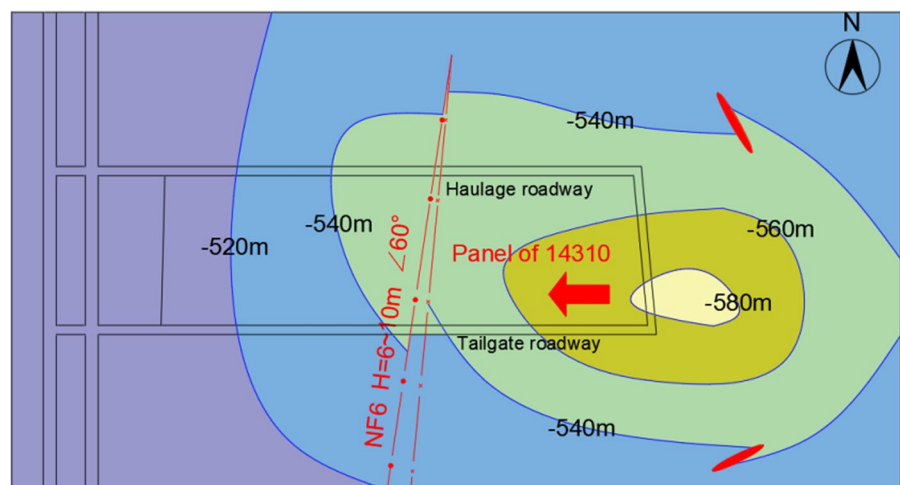 N
-540m
Haulage roadway
-540m
-520m
-560m
Panel of 14310
-580m
NF6 H=6~10m ∠60°
Tailgate roadway
-540m